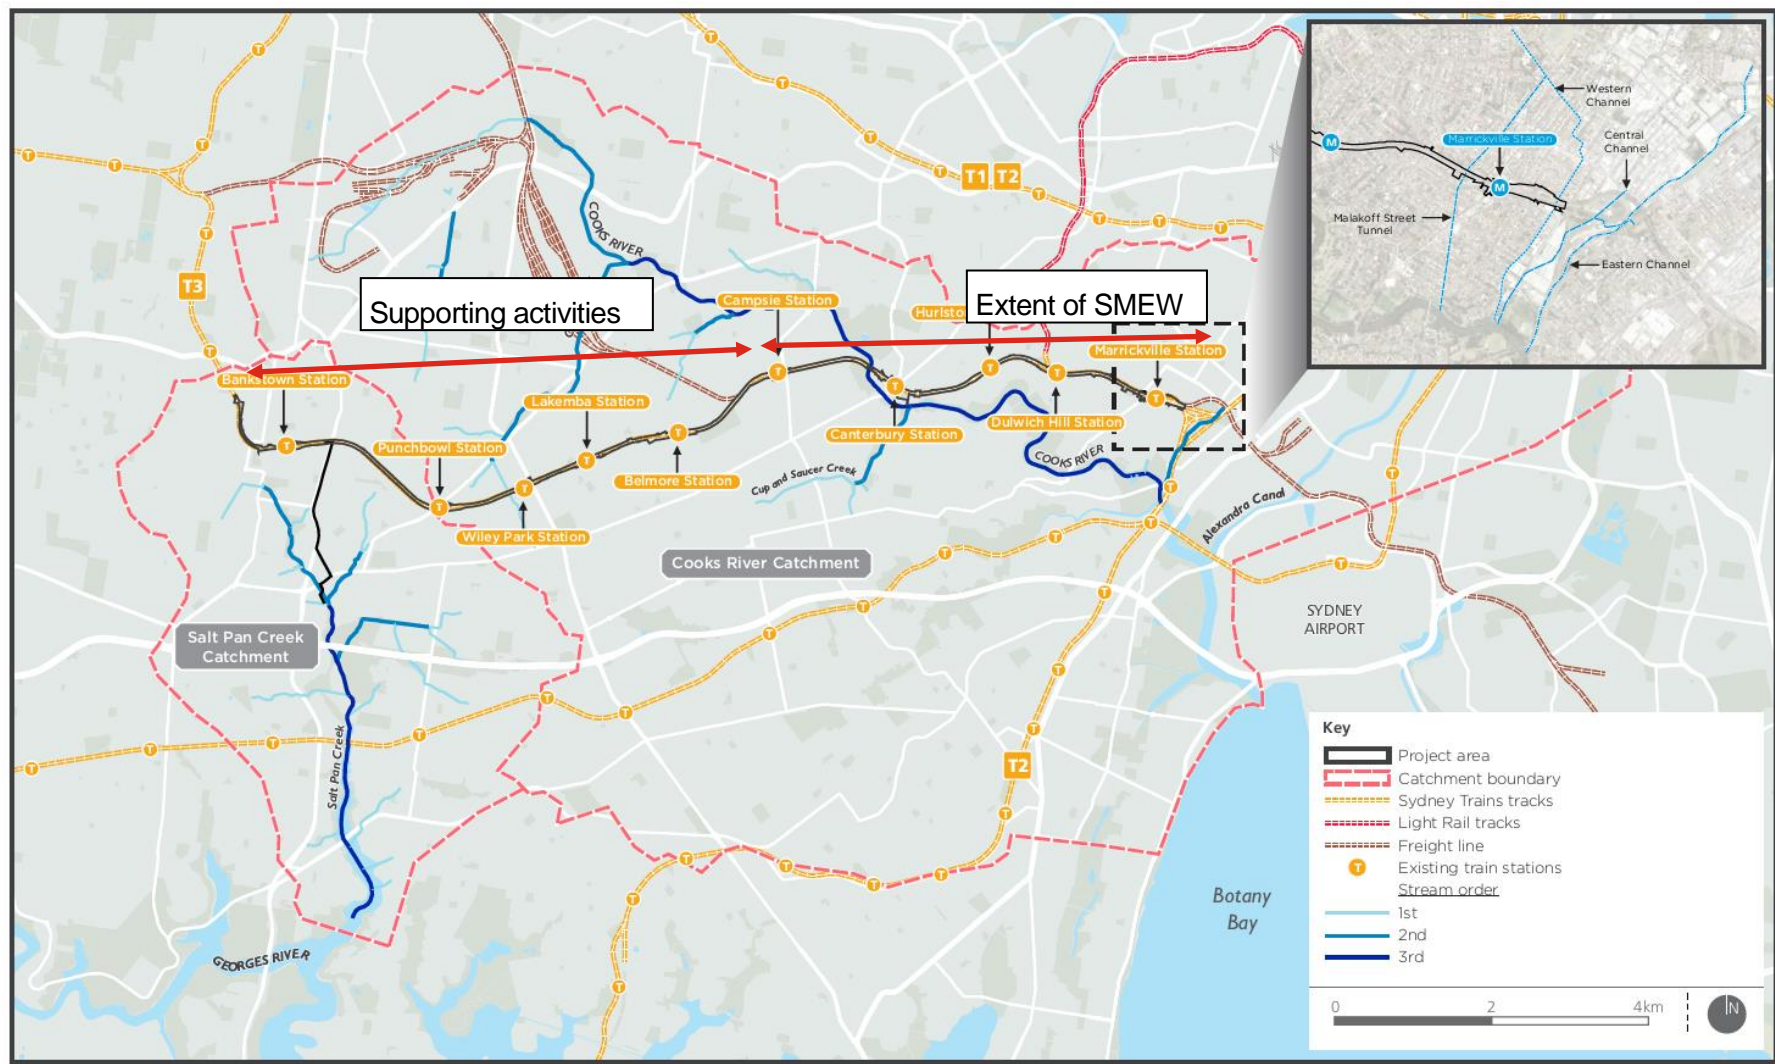 Western
Channel
Marrickville Station
Central
Channel
M
M
Malakoff Street
Tunnel
Eastern Channel
T1 T2
T3
COOKS RIVER
Supporting activities
Campsie Station
Extent of SMEW
Marrickville Station
Bankstown Station
Lakemba Station
Punchbowl Station
Canterbury Station
Dulwich Hill Station
Belmore Station
Cup and Saucer Creek
COOKS RIVER
Wiley Park Station
Alexandra Canal
Cooks River Catchment
SYDNEY
AIRPORT
Salt Pan Creek
Catchment
Salt Pan Creek
T2
Botany
Bay
GEORGES RIVER
Key
Project area
Catchment boundary
Sydney Trains tracks
Light Rail tracks
Freight line
T Existing train stations
Stream order
1st
2nd
3rd
0 2 4km
N